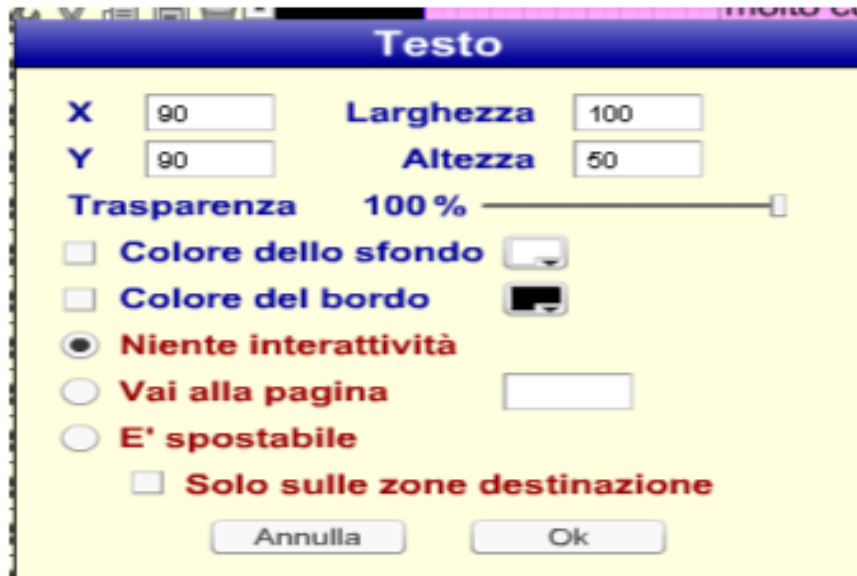 Testo
X 90 Larghezza 100
Y 90 Altezza 50
Trasparenza 100 %
Colore dello sfondo
Colore del bordo
Niente interattività
Vai alla pagina
E' spostabile
Solo sulle zone destinazione
Annulla Ok